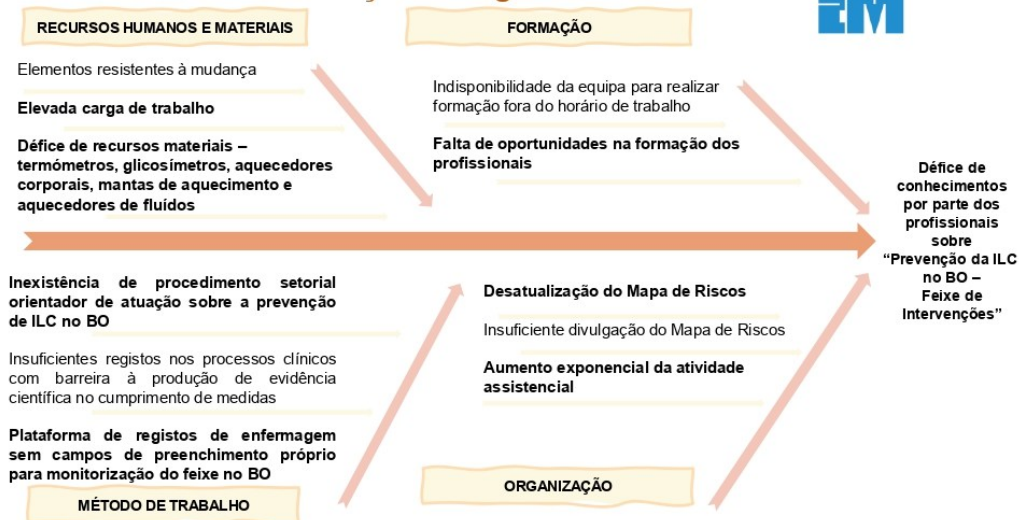 RECURSOS HUMANOS E MATERIAIS
Elementos resistentes à mudança
Elevada carga de trabalho
Défice de recursos materiais –
termómetros, glicosímetros, aquecedores
corporais, mantas de aquecimento e
aquecedores de fluídos
FORMAÇÃO
Indisponibilidade da equipa para realizar
formação fora do horário de trabalho
Falta de oportunidades na formação dos
profissionais
EM
Défice de
conhecimentos
por parte dos
profissionais
sobre
“Prevenção da ILC
no BO –
Feixe de
Intervenções”
Inexistência de procedimento setorial
orientador de atuação sobre a prevenção
de ILC no BO
Insuficientes registos nos processos clínicos
com barreira à produção de evidência
científica no cumprimento de medidas
Plataforma de registos de enfermagem
sem campos de preenchimento próprio
para monitorização do feixe no BO
MÉTODO DE TRABALHO
Desatualização do Mapa de Riscos
Insuficiente divulgação do Mapa de Riscos
Aumento exponencial da atividade
assistencial
ORGANIZAÇÃO